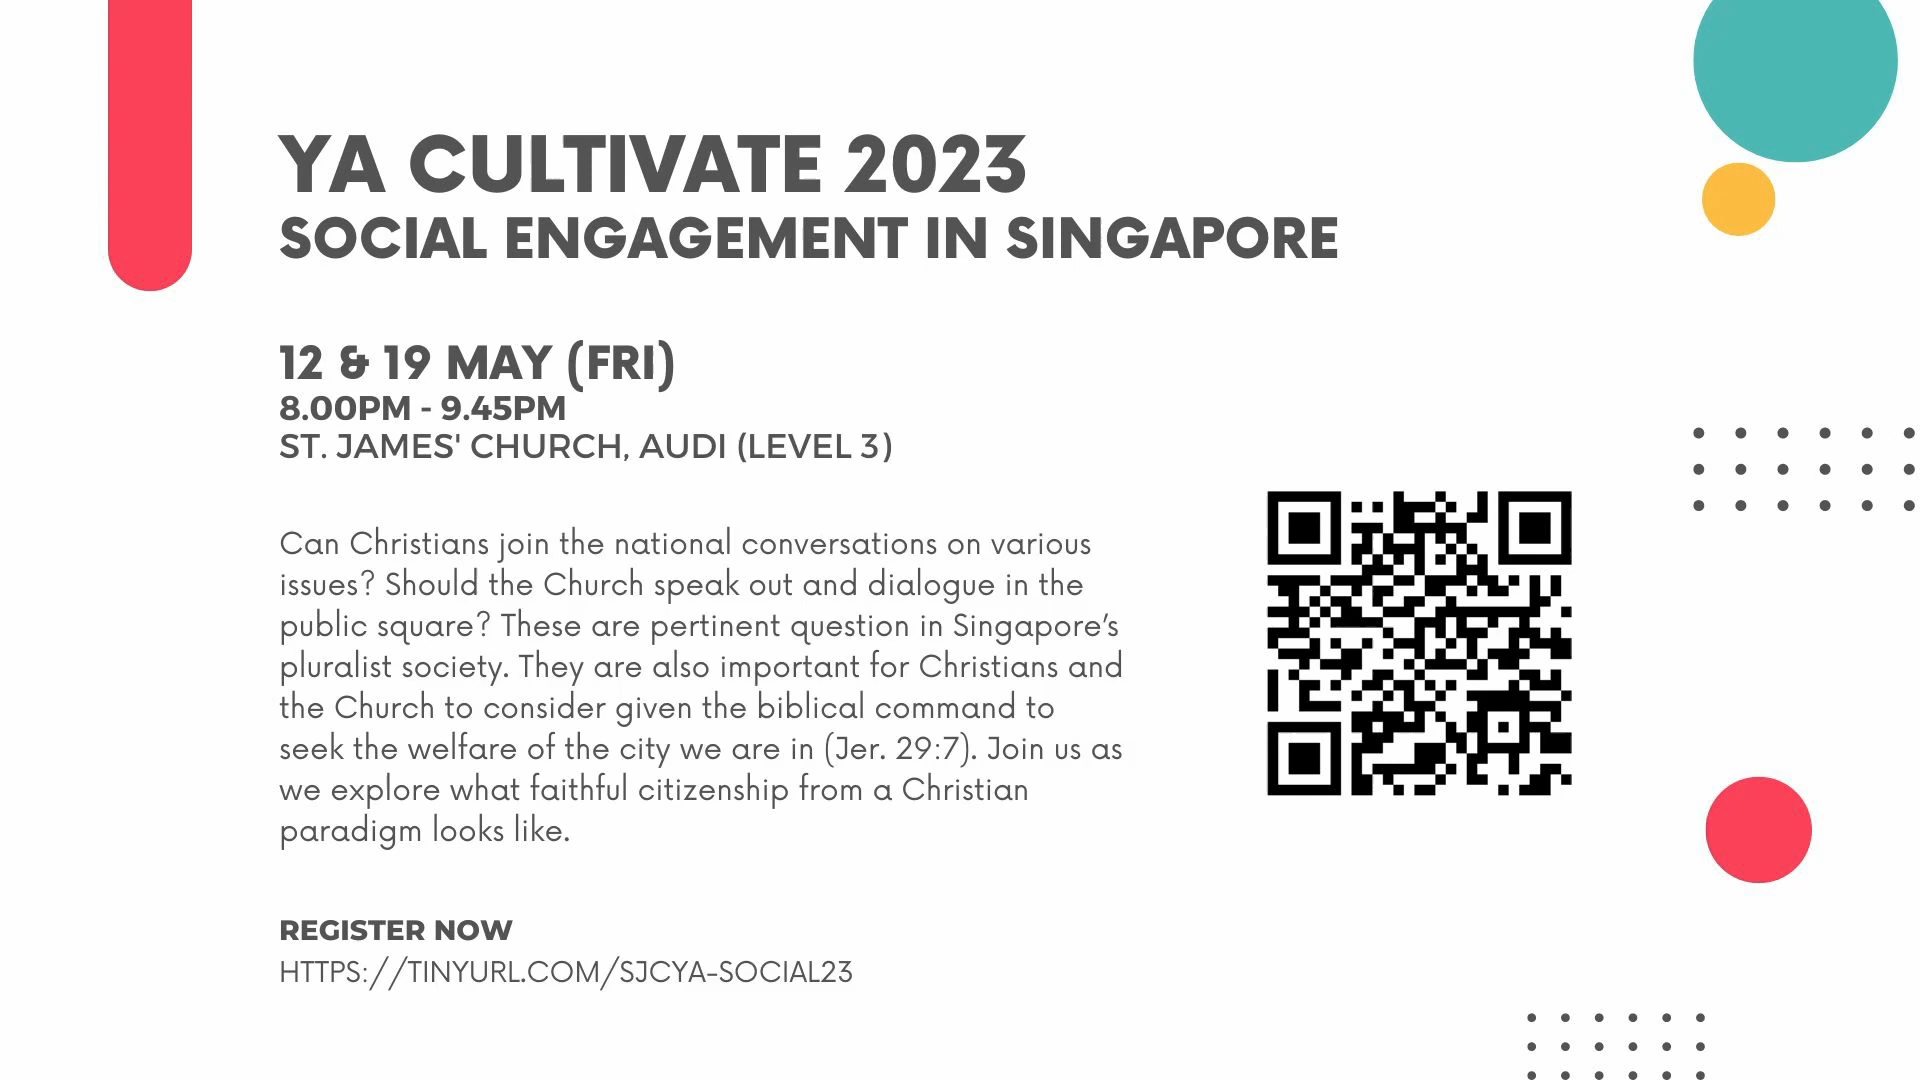 YA CULTIVATE 2023
SOCIAL ENGAGEMENT IN SINGAPORE
12 & 19 MAY (FRI)
8.00PM - 9.45PM
ST. JAMES' CHURCH, AUDI (LEVEL 3)
Can Christians join the national conversations on various
issues? Should the Church speak out and dialogue in the
public square? These are pertinent question in Singapore’s
pluralist society. They are also important for Christians and
the Church to consider given the biblical command to
seek the welfare of the city we are in (Jer. 29:7). Join us as
we explore what faithful citizenship from a Christian
paradigm looks like.
REGISTER NOW
HTTPS://TINYURL.COM/SJCYA-SOCIAL23